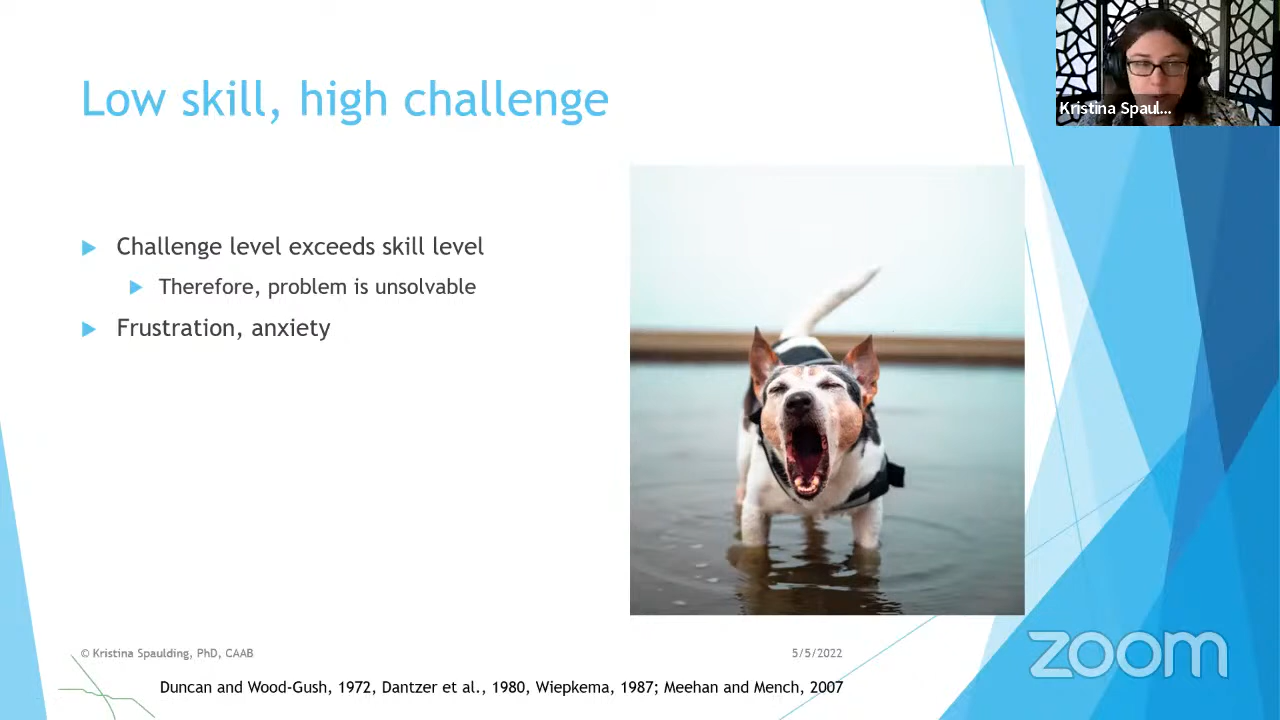 Low skill, high challenge
Kristina Spaul...
Challenge level exceeds skill level
Therefore, problem is unsolvable
Frustration, anxiety
© Kristina Spaulding, PhD, CAAB
5/5/2022
zoom
Duncan and Wood-Gush, 1972, Dantzer et al., 1980, Wiepkema, 1987; Meehan and Mench, 2007